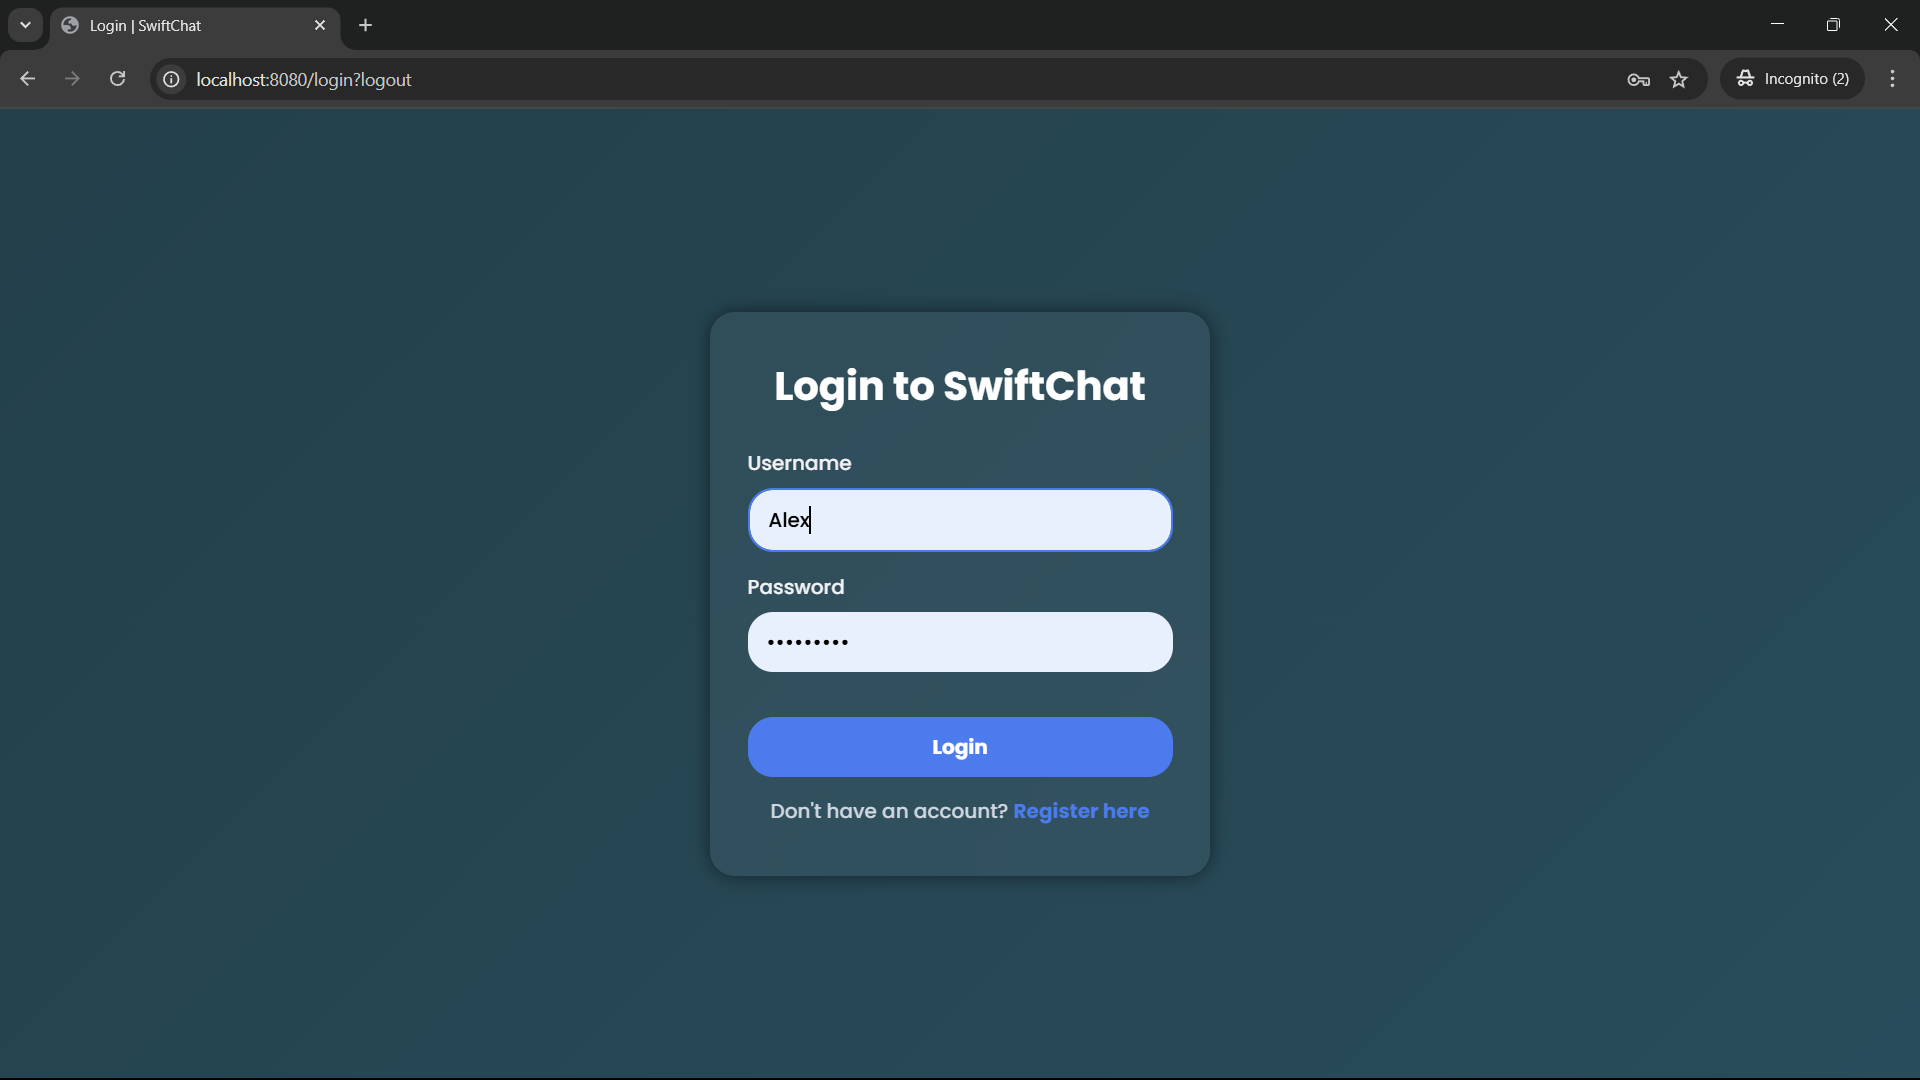 Login | SwiftChat
localhost:8080/login?logout
Incognito (2)
Login to SwiftChat
Username
Alex
Password
•••••••••
Login
Don't have an account? Register here